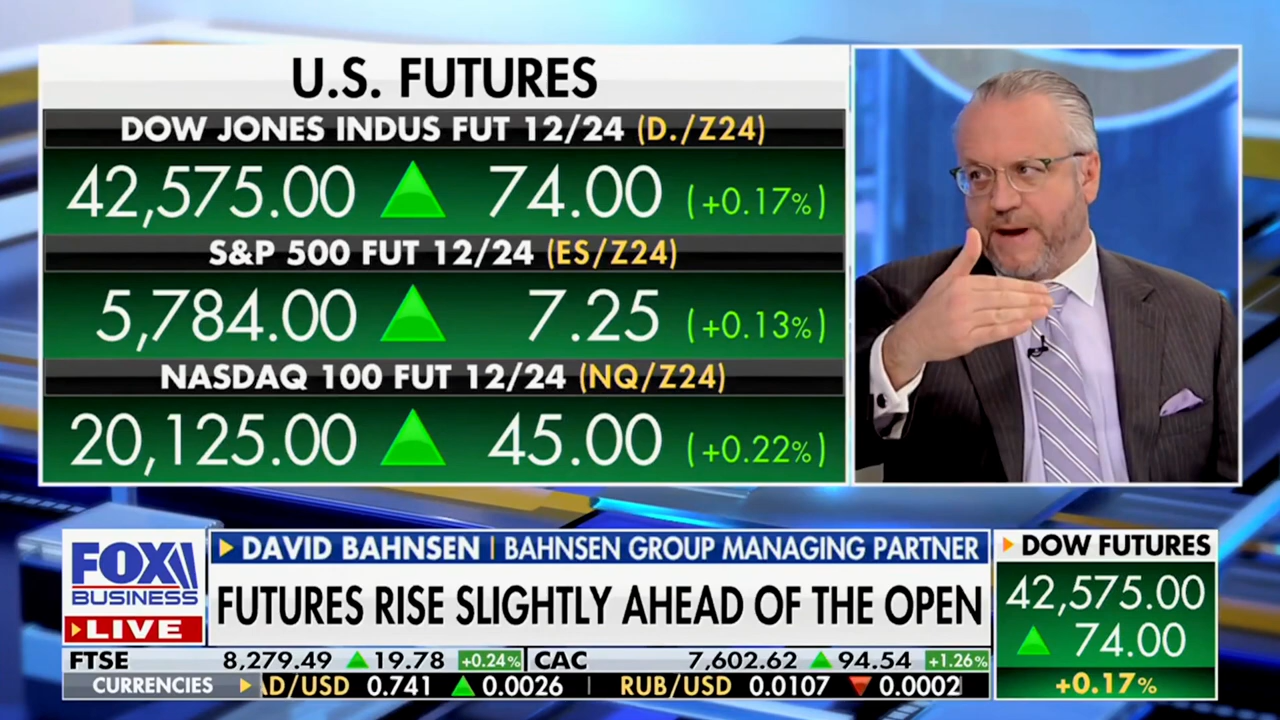 U.S. FUTURES
DOW JONES INDUS FUT 12/24 (D./Z24)
42,575.00 ▲ 74.00 (+0.17%)
S&P 500 FUT 12/24 (ES/Z24)
5,784.00 ▲ 7.25 (+0.13%)
NASDAQ 100 FUT 12/24 (NQ/Z24)
20,125.00 ▲ 45.00 (+0.22%)
FOX
BUSINESS
LIVE
DAVID BAHNSEN | BAHNSEN GROUP MANAGING PARTNER
FUTURES RISE SLIGHTLY AHEAD OF THE OPEN
DOW FUTURES
42,575.00
▲ 74.00
+0.17%
FTSE 8,279.49 ▲ 19.78 +0.24% CAC 7,602.62 ▲ 94.54 +1.26%
CURRENCIES AD/USD 0.741 ▲ 0.0026 | RUB/USD 0.0107 ▼ 0.0002